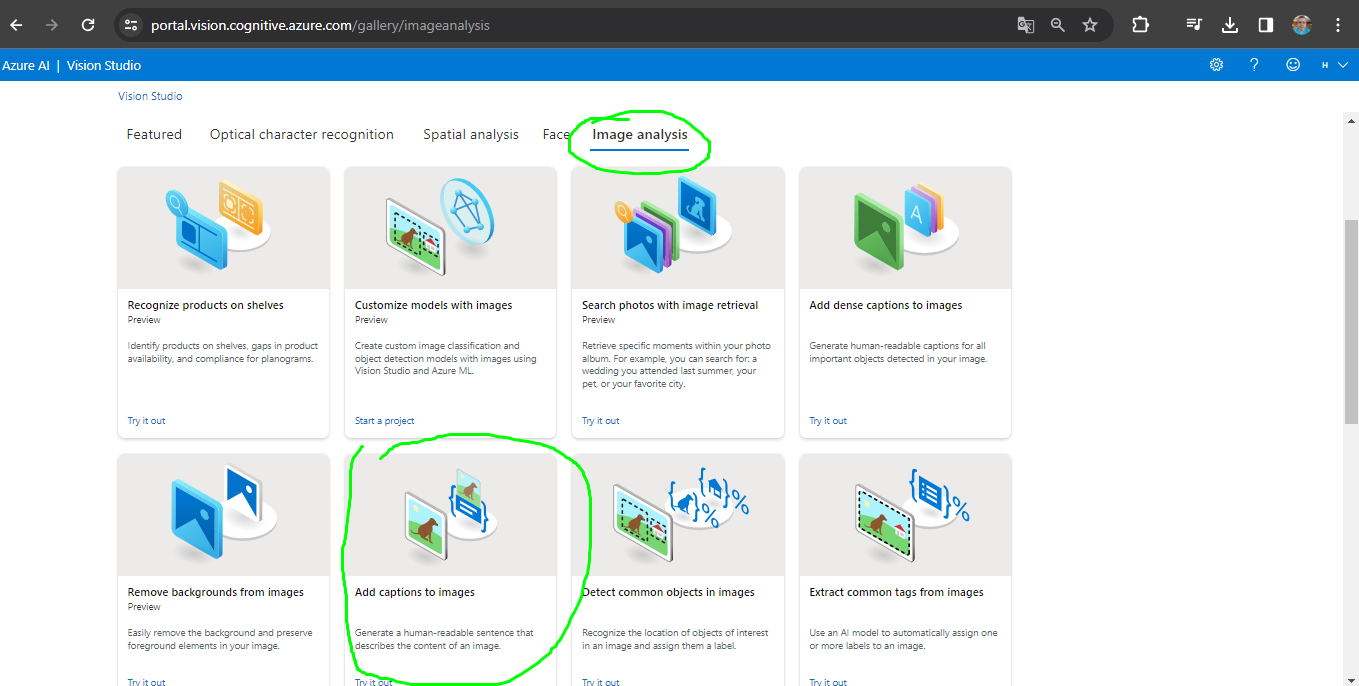 portal.vision.cognitive.azure.com/gallery/imageanalysis
Azure AI | Vision Studio
H
Vision Studio
Featured
Optical character recognition
Spatial analysis
Face
Image analysis
Recognize products on shelves
Preview
Identify products on shelves, gaps in product
availability, and compliance for planograms.
Try it out
Customize models with images
Preview
Create custom image classification and
object detection models with images using
Vision Studio and Azure ML.
Start a project
Search photos with image retrieval
Preview
Retrieve specific moments within your photo
album. For example, you can search for: a
wedding you attended last summer, your
pet, or your favorite city.
Try it out
A
Add dense captions to images
Generate human-readable captions for all
important objects detected in your image.
Try it out
Remove backgrounds from images
Preview
Easily remove the background and preserve
foreground elements in your image.
Try it out
Add captions to images
Generate a human-readable sentence that
describes the content of an image.
Try it out
{ } { } % %
Detect common objects in images
Recognize the location of objects of interest
in an image and assign them a label.
Try it out
{ } %
Extract common tags from images
Use an AI model to automatically assign one
or more labels to an image.
Try it out